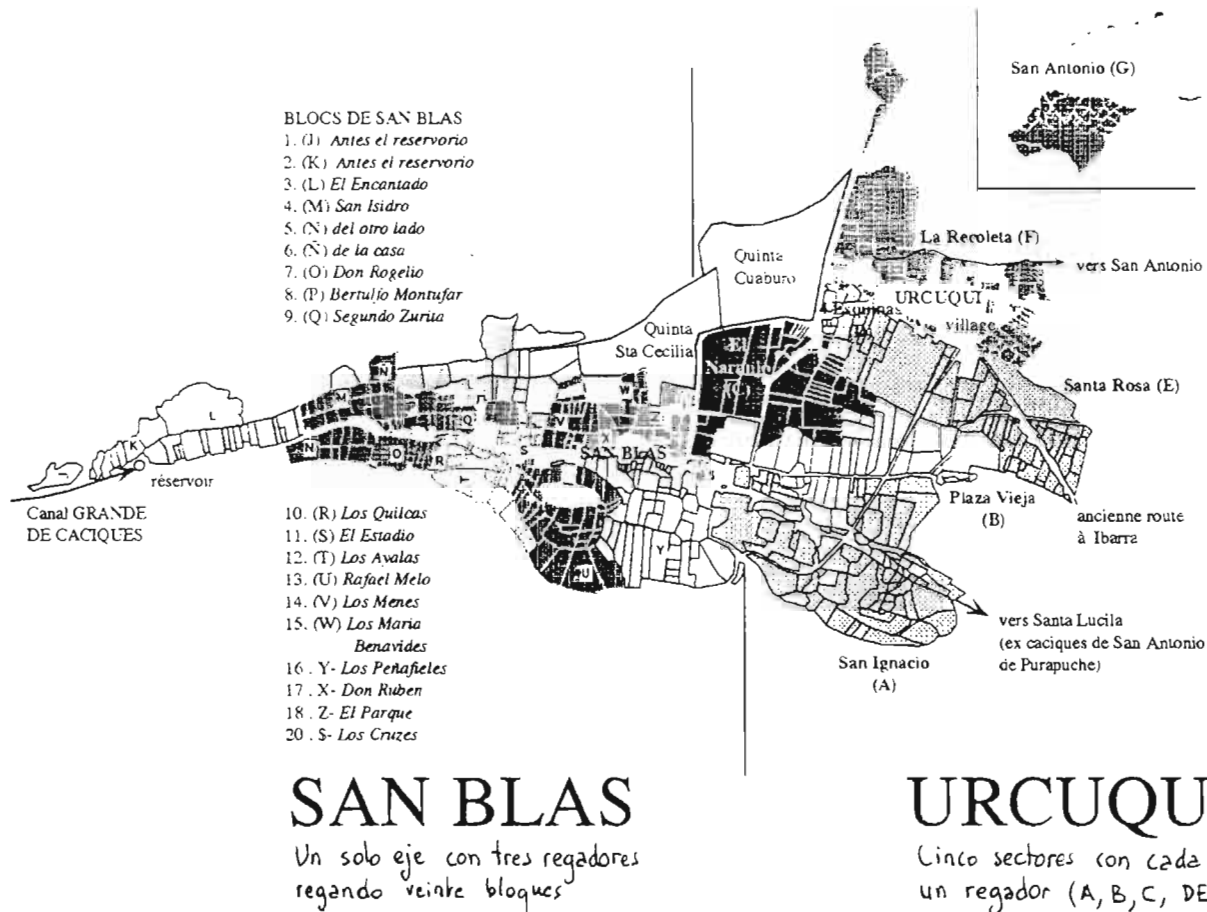 BLOCS DE SAN BLAS
1. (J) Antes el reservorio
2. (K) Antes el reservorio
3. (L) El Encantado
4. (M) San Isidro
5. (N) del otro lado
6. (Ñ) de la casa
7. (O) Don Rogelio
8. (P) Bertulfo Montufar
9. (Q) Segundo Zurita
San Antonio (G)
La Recoleta (F)
vers San Antonio
Quinta
Cuaburo
URCUQUI
village
4 Esquinas
Quinta
Sta Cecilia
El
Naranjo
(C)
Santa Rosa (E)
Ñ
M
L
P
Q
W
V
X
K
N
O
R
S
SAN BLAS
T
réservoir
Canal GRANDE
DE CACIQUES
Plaza Vieja
(B)
ancienne route
à Ibarra
Y
U
10. (R) Los Quilcas
11. (S) El Estadio
12. (T) Los Ayalas
13. (U) Rafael Melo
14. (V) Los Menes
15. (W) Los Maria
Benavides
16 . Y- Los Peñafieles
17 . X- Don Ruben
18 . Z- El Parque
20 . $- Los Cruzes
vers Santa Lucila
(ex caciques de San Antonio
de Purapuche)
San Ignacio
(A)
SAN BLAS
Un solo eje con tres regadores
regando veinte bloques
URCUQU
Cinco sectores con cada
un regador (A, B, C, DE